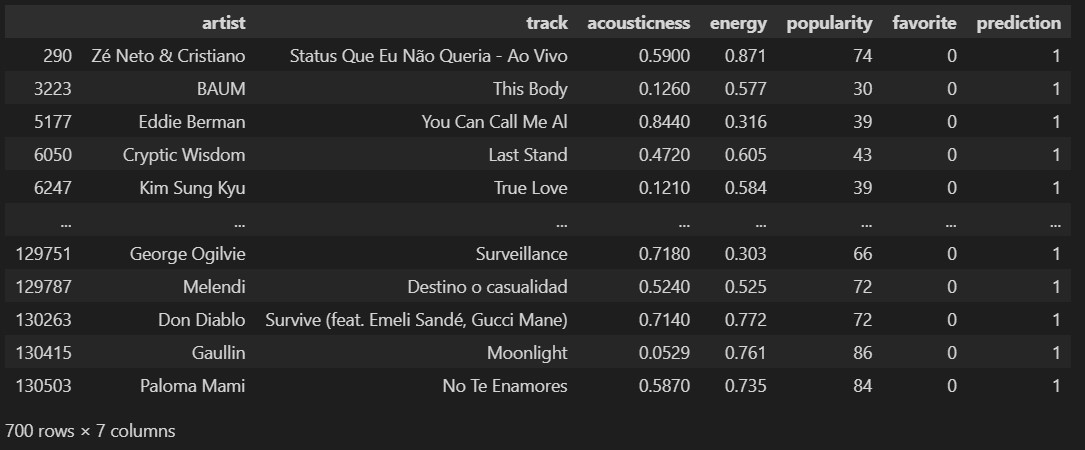 artist track acousticness energy popularity favorite prediction
290 Zé Neto & Cristiano Status Que Eu Não Queria - Ao Vivo 0.5900 0.871 74 0 1
3223 BAUM This Body 0.1260 0.577 30 0 1
5177 Eddie Berman You Can Call Me Al 0.8440 0.316 39 0 1
6050 Cryptic Wisdom Last Stand 0.4720 0.605 43 0 1
6247 Kim Sung Kyu True Love 0.1210 0.584 39 0 1
... ... ... ... ... ... ... ...
129751 George Ogilvie Surveillance 0.7180 0.303 66 0 1
129787 Melendi Destino o casualidad 0.5240 0.525 72 0 1
130263 Don Diablo Survive (feat. Emeli Sandé, Gucci Mane) 0.7140 0.772 72 0 1
130415 Gaullin Moonlight 0.0529 0.761 86 0 1
130503 Paloma Mami No Te Enamores 0.5870 0.735 84 0 1
700 rows × 7 columns